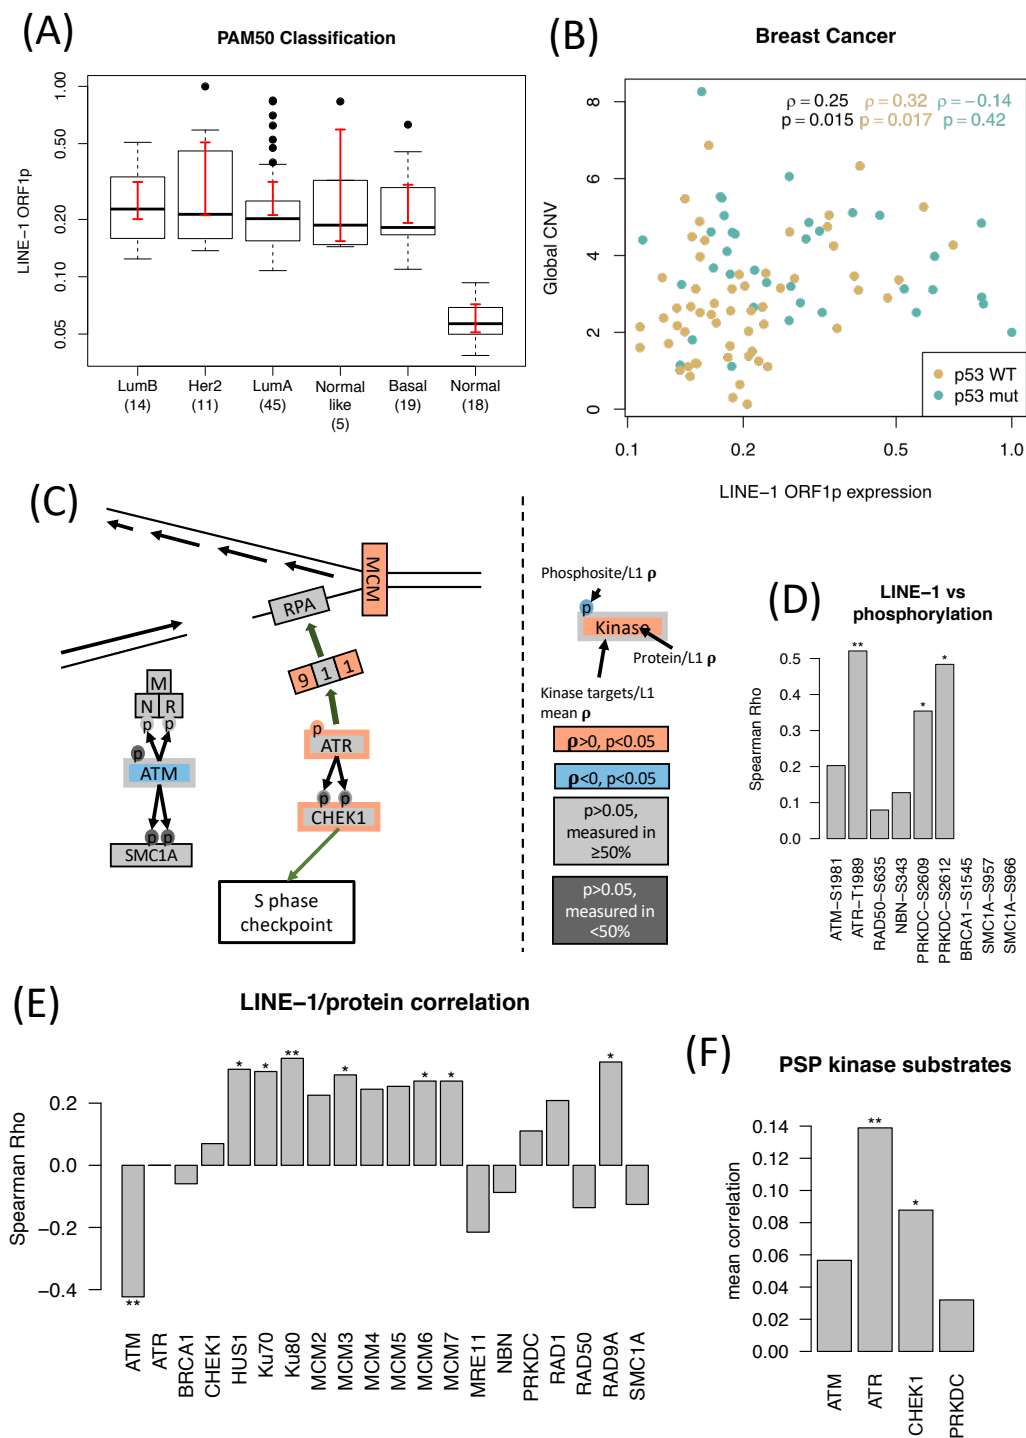 (A)
PAM50 Classification
LINE−1 ORF1p
1.00
0.50
0.20
0.10
0.05
LumB
(14)
Her2
(11)
LumA
(45)
Normal
like
(5)
Basal
(19)
Normal
(18)
(B)
Breast Cancer
ρ = 0.25 ρ = 0.32 ρ = −0.14
p = 0.015 p = 0.017 p = 0.42
Global CNV
8
6
4
2
0
p53 WT
p53 mut
0.1 0.2 0.5 1.0
LINE−1 ORF1p expression
(C)
MCM
RPA
9 1 1
M
N R
p p
p
ATM
p p
SMC1A
p
ATR
p p
CHEK1
S phase
checkpoint
Phosphosite/L1 ρ
p
Kinase
Protein/L1 ρ
Kinase targets/L1
mean ρ
ρ>0, p<0.05
ρ<0, p<0.05
p>0.05,
measured in
≥50%
p>0.05,
measured in
<50%
(D)
LINE−1 vs
phosphorylation
Spearman Rho
0.5
0.4
0.3
0.2
0.1
0.0
**
*
*
ATM−S1981
ATR−T1989
RAD50−S635
NBN−S343
PRKDC−S2609
PRKDC−S2612
BRCA1−S1545
SMC1A−S957
SMC1A−S966
(E)
LINE−1/protein correlation
Spearman Rho
0.2
0.0
−0.2
−0.4
**
*
*
**
*
*
*
*
ATM
ATR
BRCA1
CHEK1
HUS1
Ku70
Ku80
MCM2
MCM3
MCM4
MCM5
MCM6
MCM7
MRE11
NBN
PRKDC
RAD1
RAD50
RAD9A
SMC1A
(F)
PSP kinase substrates
mean correlation
0.14
0.12
0.10
0.08
0.06
0.04
0.02
0.00
**
*
ATM
ATR
CHEK1
PRKDC